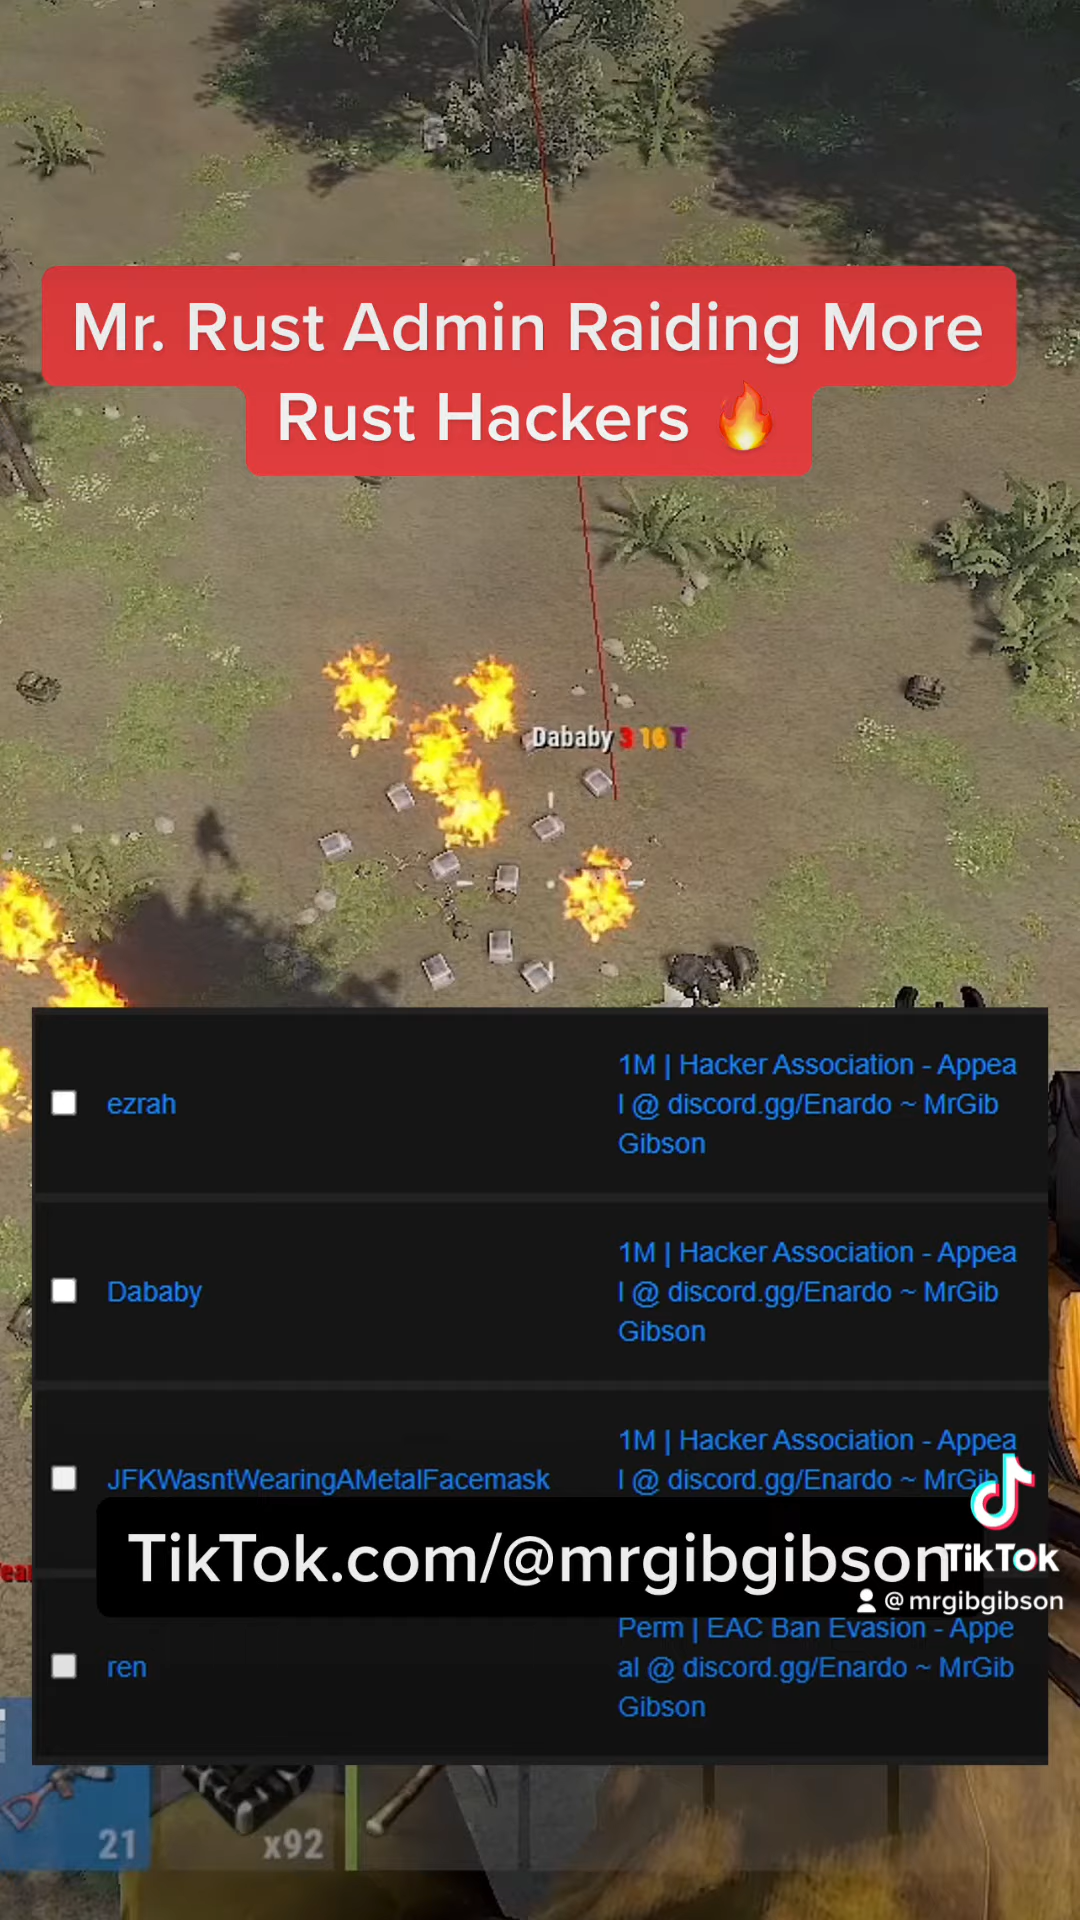 Mr. Rust Admin Raiding More
Rust Hackers 🔥
Dababy 3 16 T
1M | Hacker Association - Appea
ezrah
l @ discord.gg/Enardo ~ MrGib
Gibson
1M | Hacker Association - Appea
Dababy
l @ discord.gg/Enardo ~ MrGib
Gibson
1M | Hacker Association - Appea
JFKWasntWearingAMetalFacemask
l @ discord.gg/Enardo ~ MrGib
TikTok.com/@mrgibgibson
TikTok
@mrgibgibson
Perm | EAC Ban Evasion - Appe
ren
al @ discord.gg/Enardo ~ MrGib
Gibson
21
x92